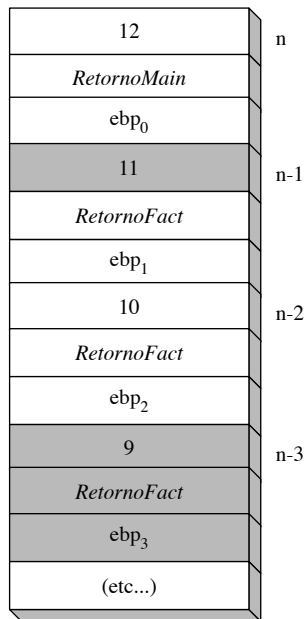 12 n
RetornoMain
ebp0
11 n-1
RetornoFact
ebp1
10 n-2
RetornoFact
ebp2
9 n-3
RetornoFact
ebp3
(etc...)